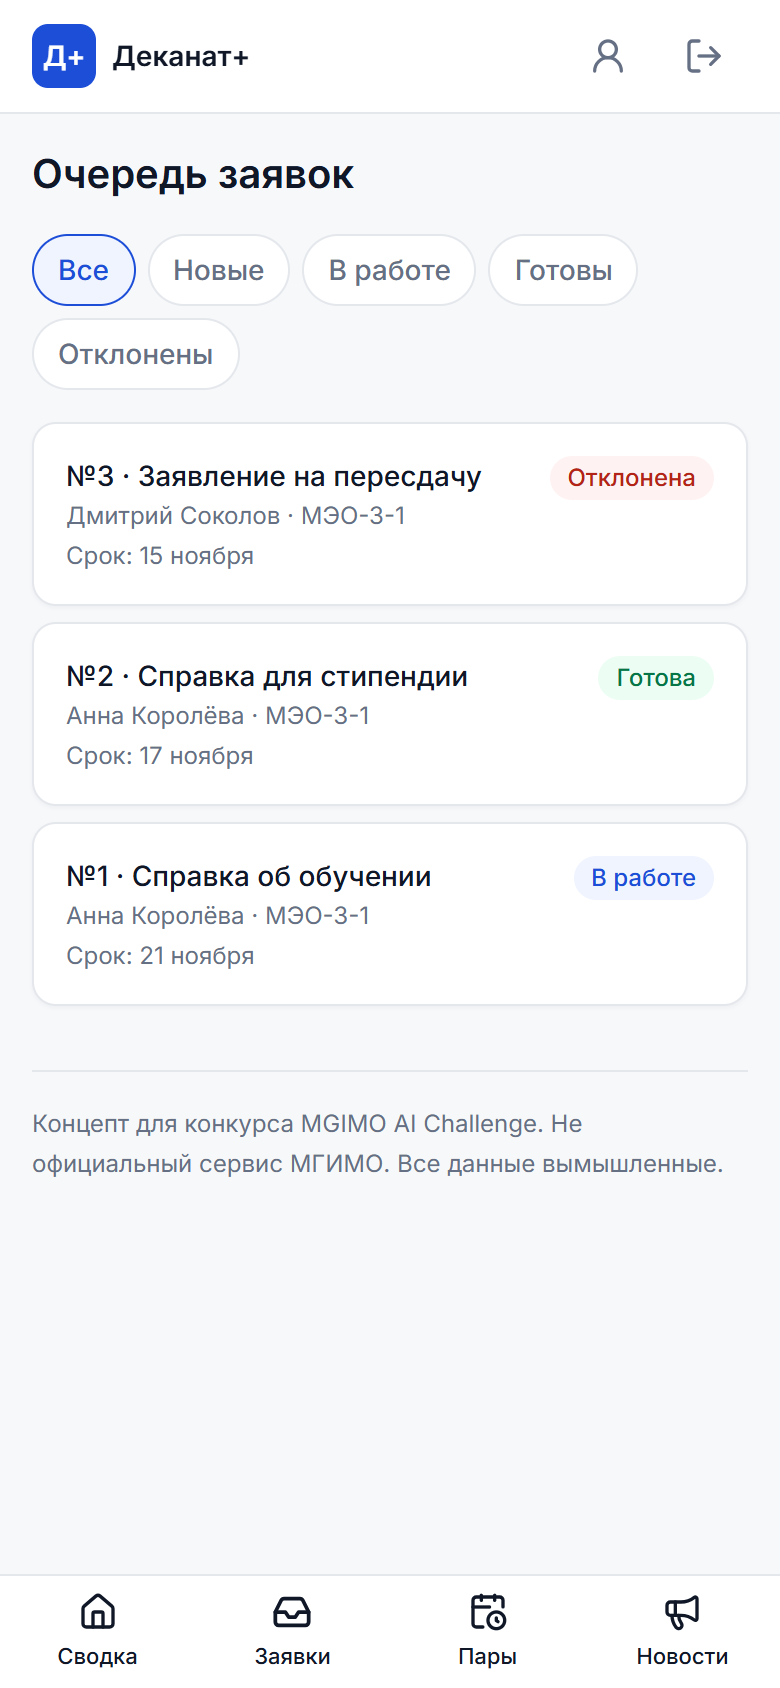 Д+ Деканат+
Очередь заявок
Все Новые В работе Готовы
Отклонены
№3 · Заявление на пересдачу Отклонена
Дмитрий Соколов · МЭО-3-1
Срок: 15 ноября
№2 · Справка для стипендии Готова
Анна Королёва · МЭО-3-1
Срок: 17 ноября
№1 · Справка об обучении В работе
Анна Королёва · МЭО-3-1
Срок: 21 ноября
Концепт для конкурса MGIMO AI Challenge. Не
официальный сервис МГИМО. Все данные вымышленные.
Сводка Заявки Пары Новости